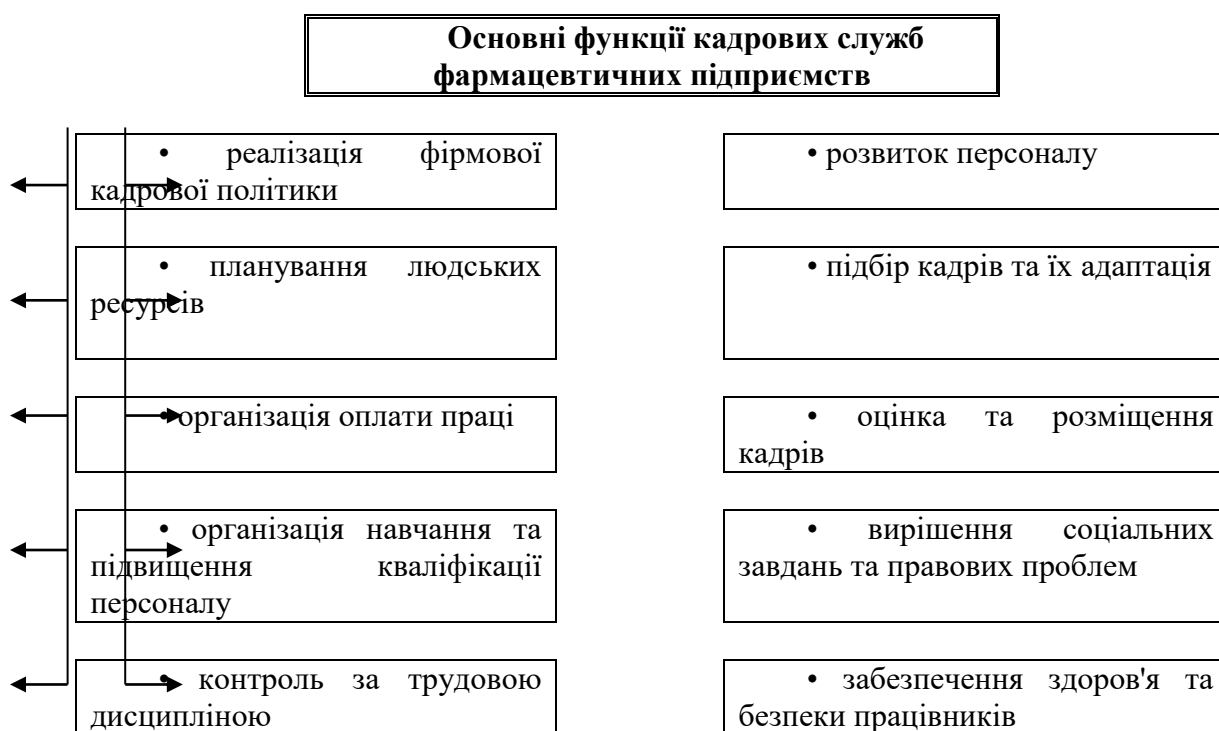 Основні функції кадрових служб
фармацевтичних підприємств
• реалізація фірмової
кадрової політики
• розвиток персоналу
• планування людських
ресурсів
• підбір кадрів та їх адаптація
• організація оплати праці
• оцінка та розміщення
кадрів
• організація навчання та
підвищення кваліфікації
персоналу
• вирішення соціальних
завдань та правових проблем
• контроль за трудовою
дисципліною
• забезпечення здоров'я та
безпеки працівників